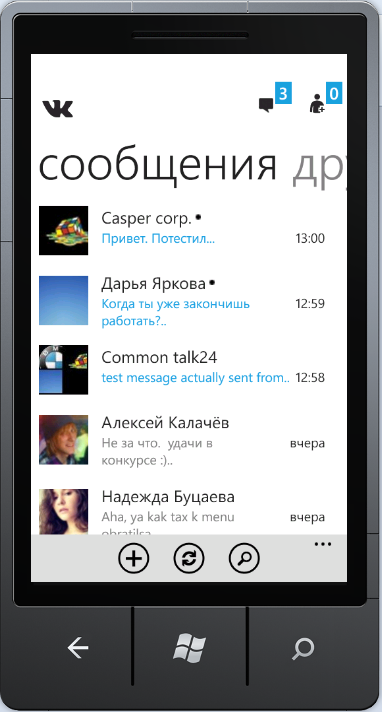 3
0
сообщения дру
Casper corp.
Привет. Потестил...
13:00
Дарья Яркова
Когда ты уже закончишь
работать?..
12:59
Common talk24
test message actually sent from..
12:58
Алексей Калачёв
Не за что. удачи в
конкурсе :)..
вчера
Надежда Буцаева
Aha, ya kak tax k menu
obratilsa
вчера
...